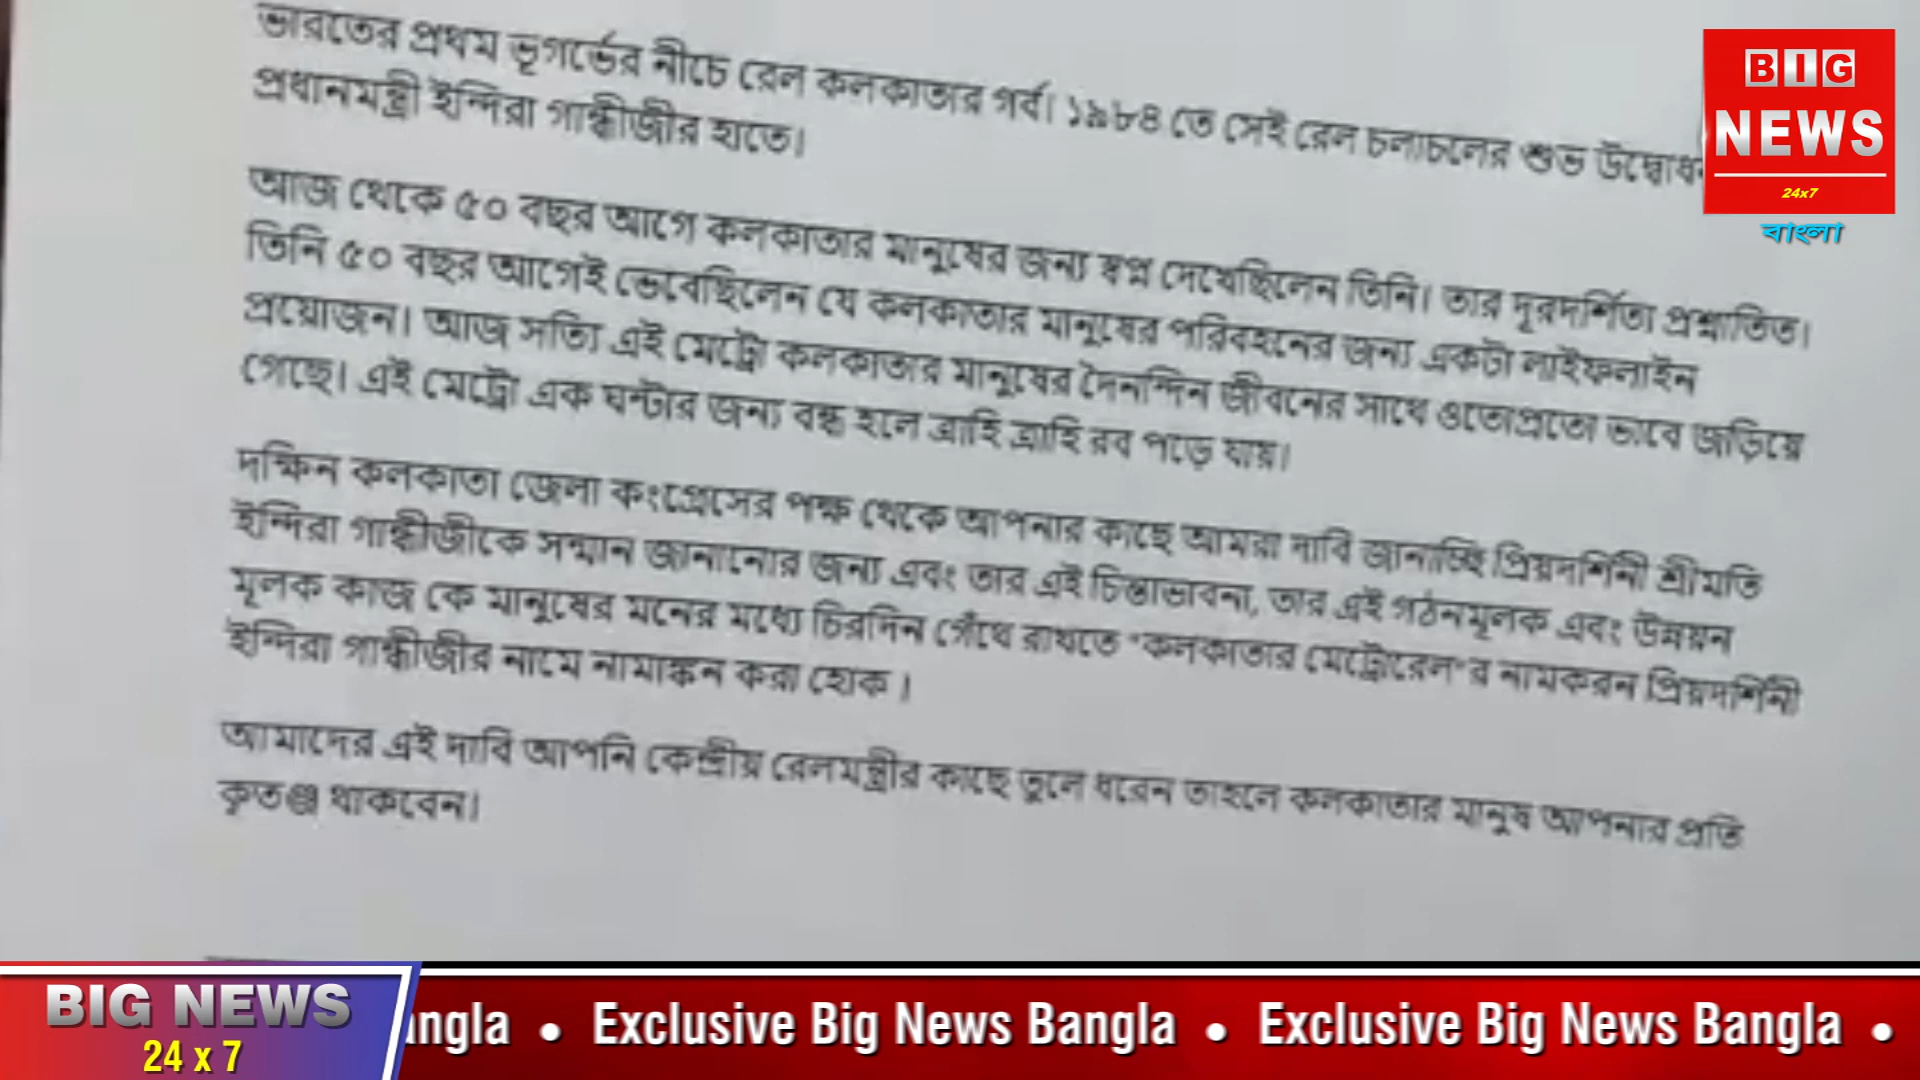 ভারতের প্রথম ভূগর্ভের নীচে রেল কলকাতার গর্ব। ১৯৮৪ তে সেই রেল চলাচলের শুভ উদ্বোধন
প্রধানমন্ত্রী ইন্দিরা গান্ধীজীর হাতে।
আজ থেকে ৫০ বছর আগে কলকাতার মানুষের জন্য স্বপ্ন দেখেছিলেন তিনি। তার দূরদর্শিতা প্রশ্নাতিত।
তিনি ৫০ বছর আগেই ভেবেছিলেন যে কলকাতার মানুষের পরিবহনের জন্য একটা লাইফলাইন
প্রয়োজন। আজ সত্যি এই মেট্রো কলকাতার মানুষের দৈনন্দিন জীবনের সাথে ওতোপ্রতো ভাবে জড়িয়ে
গেছে। এই মেট্রো এক ঘন্টার জন্য বন্ধ হলে ত্রাহি ত্রাহি রব পড়ে যায়।
দক্ষিন কলকাতা জেলা কংগ্রেসের পক্ষ থেকে আপনার কাছে আমরা দাবি জানাচ্ছি প্রিয়দর্শিনী শ্রীমতি
ইন্দিরা গান্ধীজীকে সন্মান জানানোর জন্য এবং তার এই চিন্তাভাবনা, তার এই গঠনমূলক এবং উন্নয়ন
মূলক কাজ কে মানুষের মনের মধ্যে চিরদিন গেঁথে রাখতে "কলকাতার মেট্রোরেল"র নামকরন প্রিয়দর্শিনী
ইন্দিরা গান্ধীজীর নামে নামাঙ্কন করা হোক ।
আমাদের এই দাবি আপনি কেন্দ্রীয় রেলমন্ত্রীর কাছে তুলে ধরেন তাহলে কলকাতার মানুষ আপনার প্রতি
কৃতজ্ঞ থাকবেন।
BIG
NEWS
24x7
বাংলা
BIG NEWS
24 x 7
angla • Exclusive Big News Bangla • Exclusive Big News Bangla •